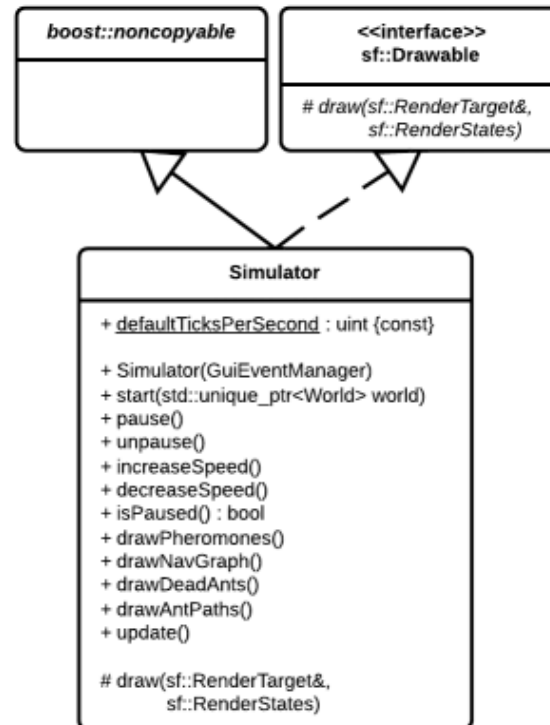 boost::noncopyable
<<interface>>
sf::Drawable
# draw(sf::RenderTarget&,
sf::RenderStates)
Simulator
+ defaultTicksPerSecond : uint {const}
+ Simulator(GuiEventManager)
+ start(std::unique_ptr<World> world)
+ pause()
+ unpause()
+ increaseSpeed()
+ decreaseSpeed()
+ isPaused() : bool
+ drawPheromones()
+ drawNavGraph()
+ drawDeadAnts()
+ drawAntPaths()
+ update()
# draw(sf::RenderTarget&,
sf::RenderStates)